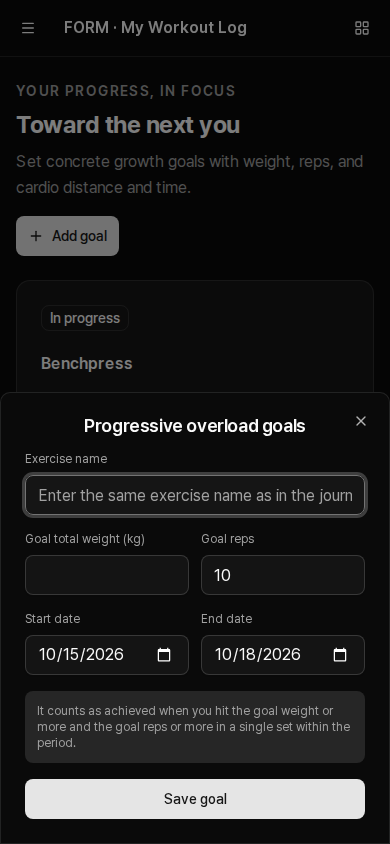 FORM · My Workout Log
YOUR PROGRESS, IN FOCUS
Toward the next you
Set concrete growth goals with weight, reps, and
cardio distance and time.
Add goal
In progress
Benchpress
Progressive overload goals
Exercise name
Enter the same exercise name as in the journ
Goal total weight (kg)
Goal reps
10
Start date
End date
10/15/2026
10/18/2026
It counts as achieved when you hit the goal weight or
more and the goal reps or more in a single set within the
period.
Save goal